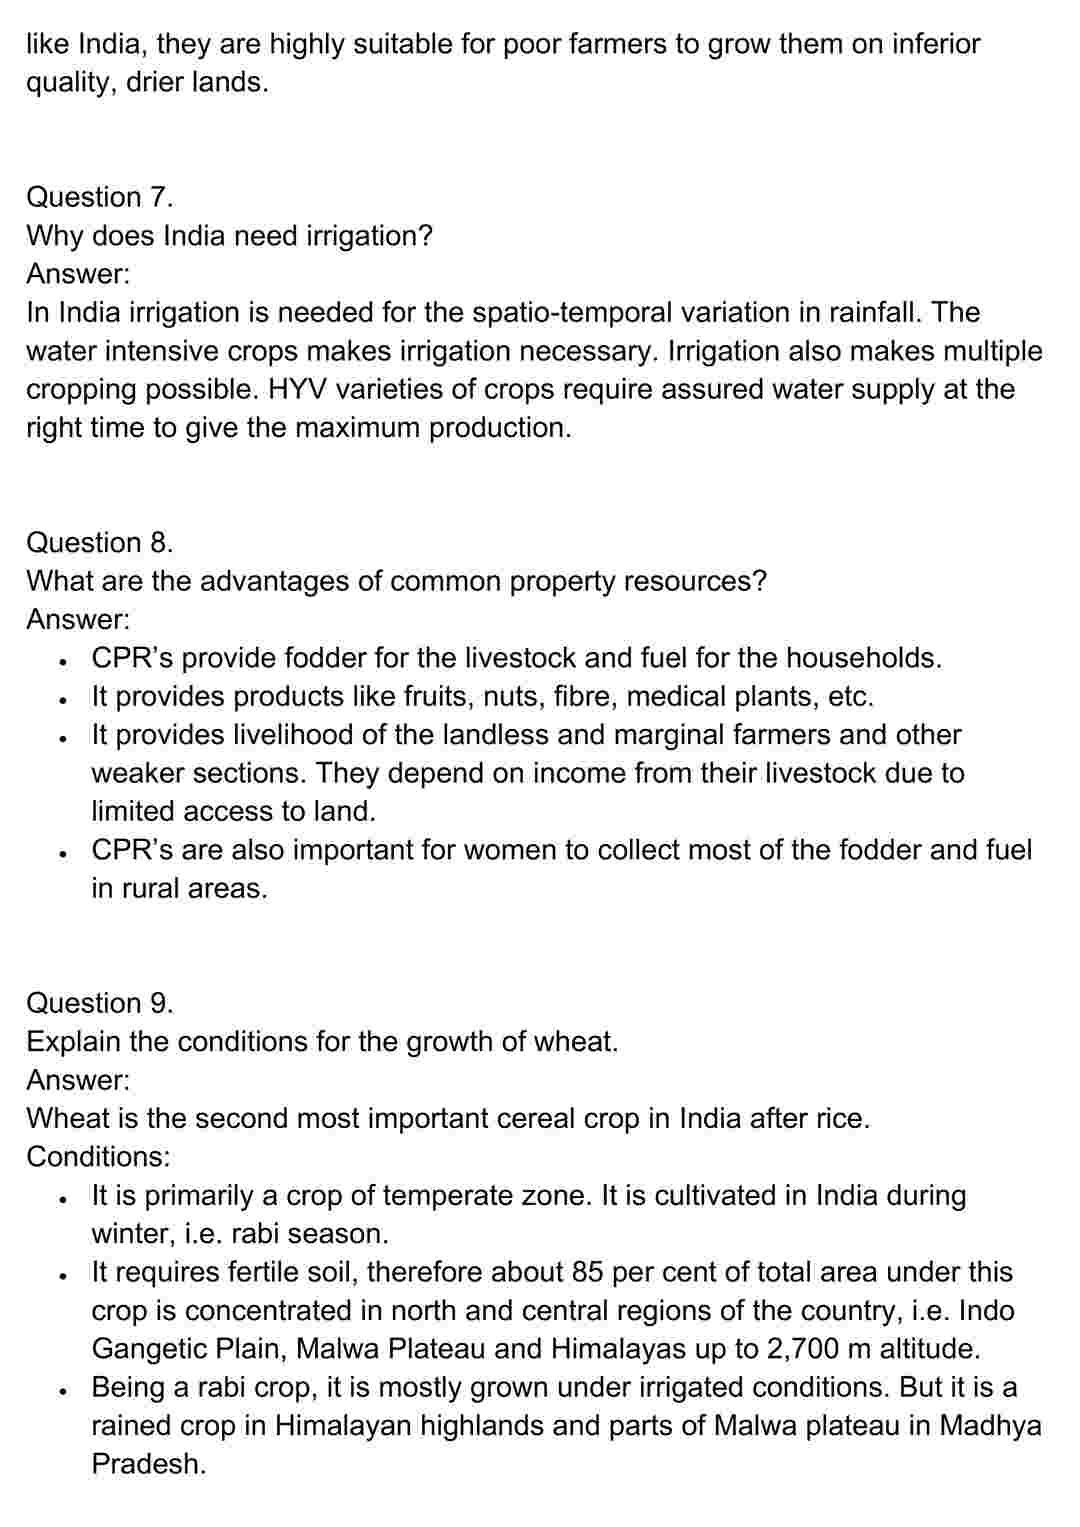 like India, they are highly suitable for poor farmers to grow them on inferior
quality, drier lands.
Question 7.
Why does India need irrigation?
Answer:
In India irrigation is needed for the spatio-temporal variation in rainfall. The
water intensive crops makes irrigation necessary. Irrigation also makes multiple
cropping possible. HYV varieties of crops require assured water supply at the
right time to give the maximum production.
Question 8.
What are the advantages of common property resources?
Answer:
• CPR’s provide fodder for the livestock and fuel for the households.
• It provides products like fruits, nuts, fibre, medical plants, etc.
• It provides livelihood of the landless and marginal farmers and other
weaker sections. They depend on income from their livestock due to
limited access to land.
• CPR’s are also important for women to collect most of the fodder and fuel
in rural areas.
Question 9.
Explain the conditions for the growth of wheat.
Answer:
Wheat is the second most important cereal crop in India after rice.
Conditions:
• It is primarily a crop of temperate zone. It is cultivated in India during
winter, i.e. rabi season.
• It requires fertile soil, therefore about 85 per cent of total area under this
crop is concentrated in north and central regions of the country, i.e. Indo
Gangetic Plain, Malwa Plateau and Himalayas up to 2,700 m altitude.
• Being a rabi crop, it is mostly grown under irrigated conditions. But it is a
rained crop in Himalayan highlands and parts of Malwa plateau in Madhya
Pradesh.